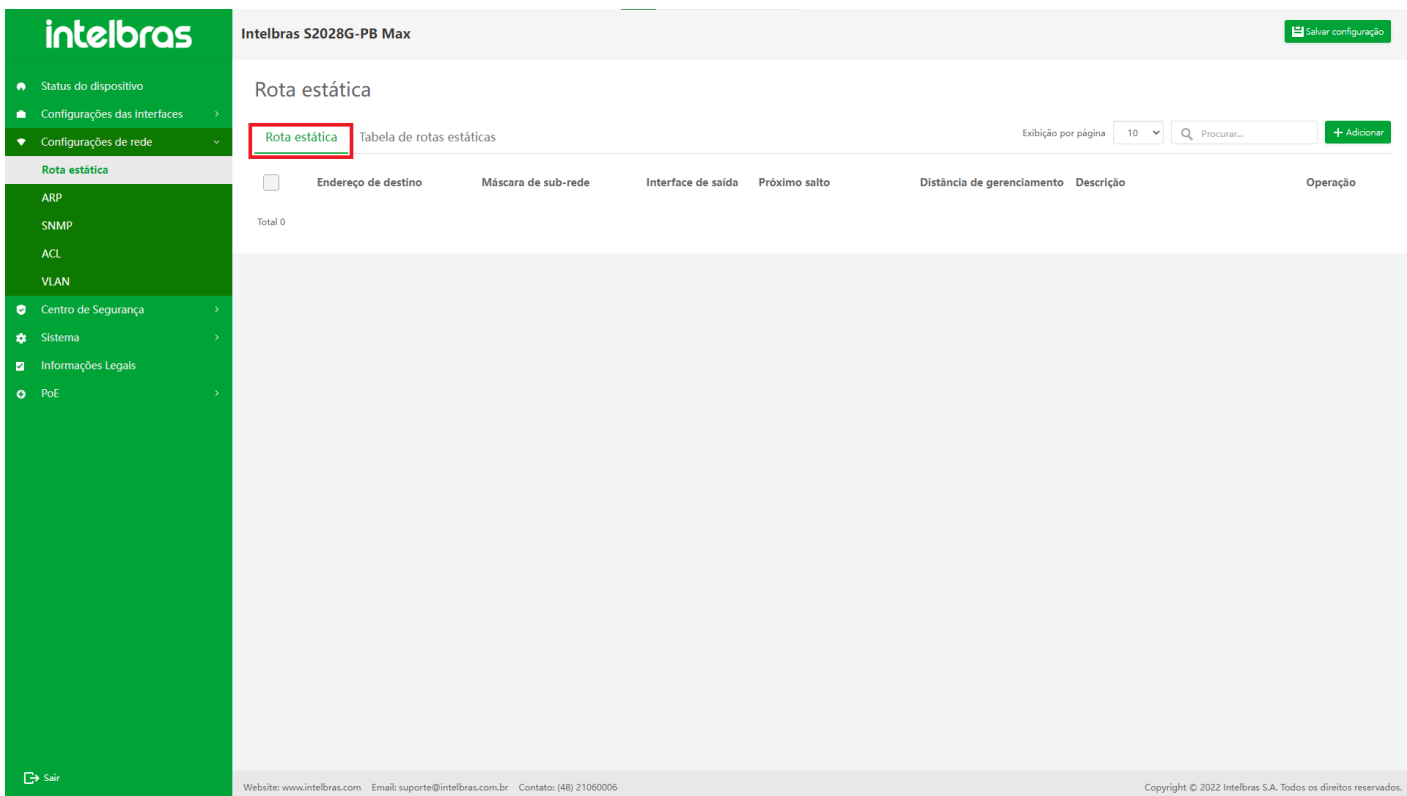 intelbras
Intelbras S2028G-PB Max
Salvar configuração
Status do dispositivo
Configurações das interfaces
Configurações de rede
Rota estática
ARP
SNMP
ACL
VLAN
Centro de Segurança
Sistema
Informações Legais
PoE
Sair
Rota estática
Rota estática Tabela de rotas estáticas
Exibição por página 10 Procurar... + Adicionar
Endereço de destino Máscara de sub-rede Interface de saída Próximo salto Distância de gerenciamento Descrição Operação
Total 0
Website: www.intelbras.com Email: suporte@intelbras.com.br Contato: (48) 21060006 Copyright © 2022 Intelbras S.A. Todos os direitos reservados.